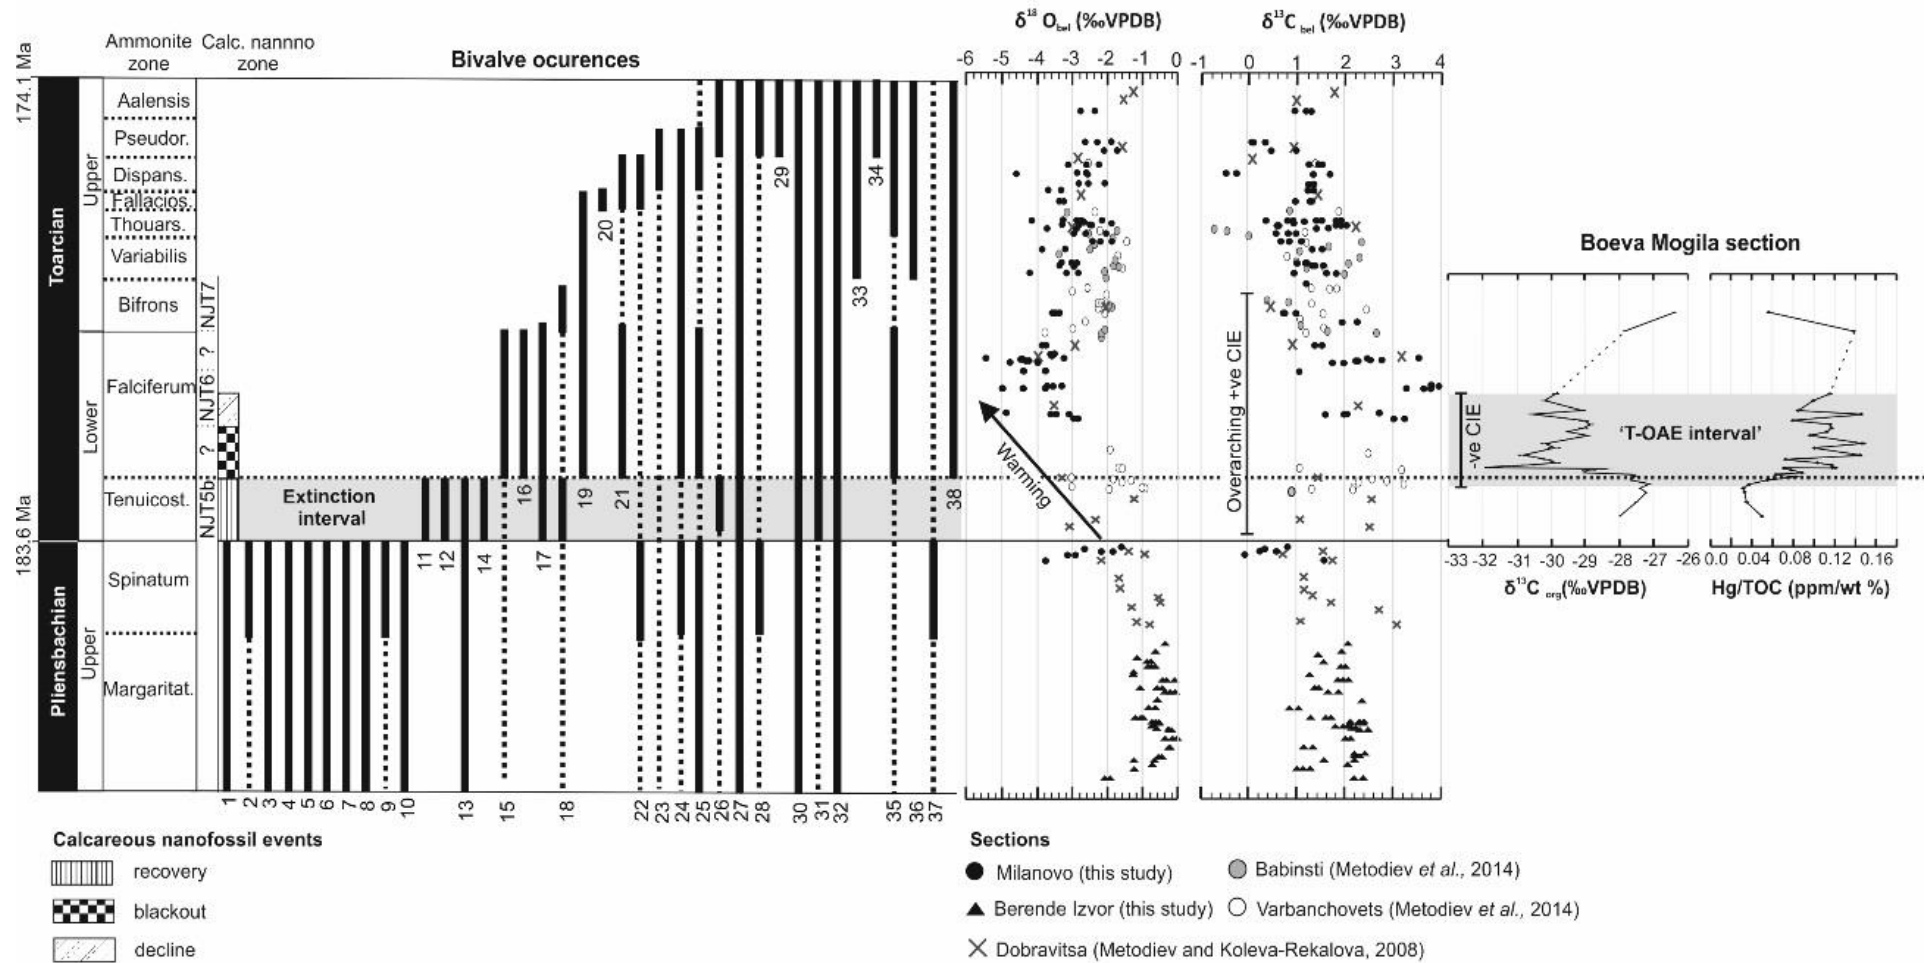 δ18 Obel (‰VPDB)
δ13C bel (‰VPDB)
Ammonite zone
Calc. nannno zone
Bivalve ocurences
-6 -5 -4 -3 -2 -1 0
-1 0 1 2 3 4
174.1 Ma
183.6 Ma
Toarcian
Pliensbachian
Upper
Lower
Upper
Aalensis
Pseudor.
Dispans.
Fallacios.
Thouars.
Variabilis
Bifrons
Falciferum
Tenuicost.
Spinatum
Margaritat.
NJT7
?
NJT6
?
NJT5b
Extinction
interval
29
34
20
33
16
19
21
38
11
12
14
17
1 2 3 4 5 6 7 8 9 10 13 15 18 22 23 24 25 26 27 28 30 31 32 35 36 37
Warming
Overarching +ve CIE
Boeva Mogila section
-ve CIE
‘T-OAE interval’
-33 -32 -31 -30 -29 -28 -27 -26
0.0 0.04 0.08 0.12 0.16
δ13C org(‰VPDB)
Hg/TOC (ppm/wt %)
Calcareous nanofossil events
recovery
blackout
decline
Sections
Milanovo (this study)
Babinsti (Metodiev et al., 2014)
Berende Izvor (this study)
Varbanchovets (Metodiev et al., 2014)
Dobravitsa (Metodiev and Koleva-Rekalova, 2008)